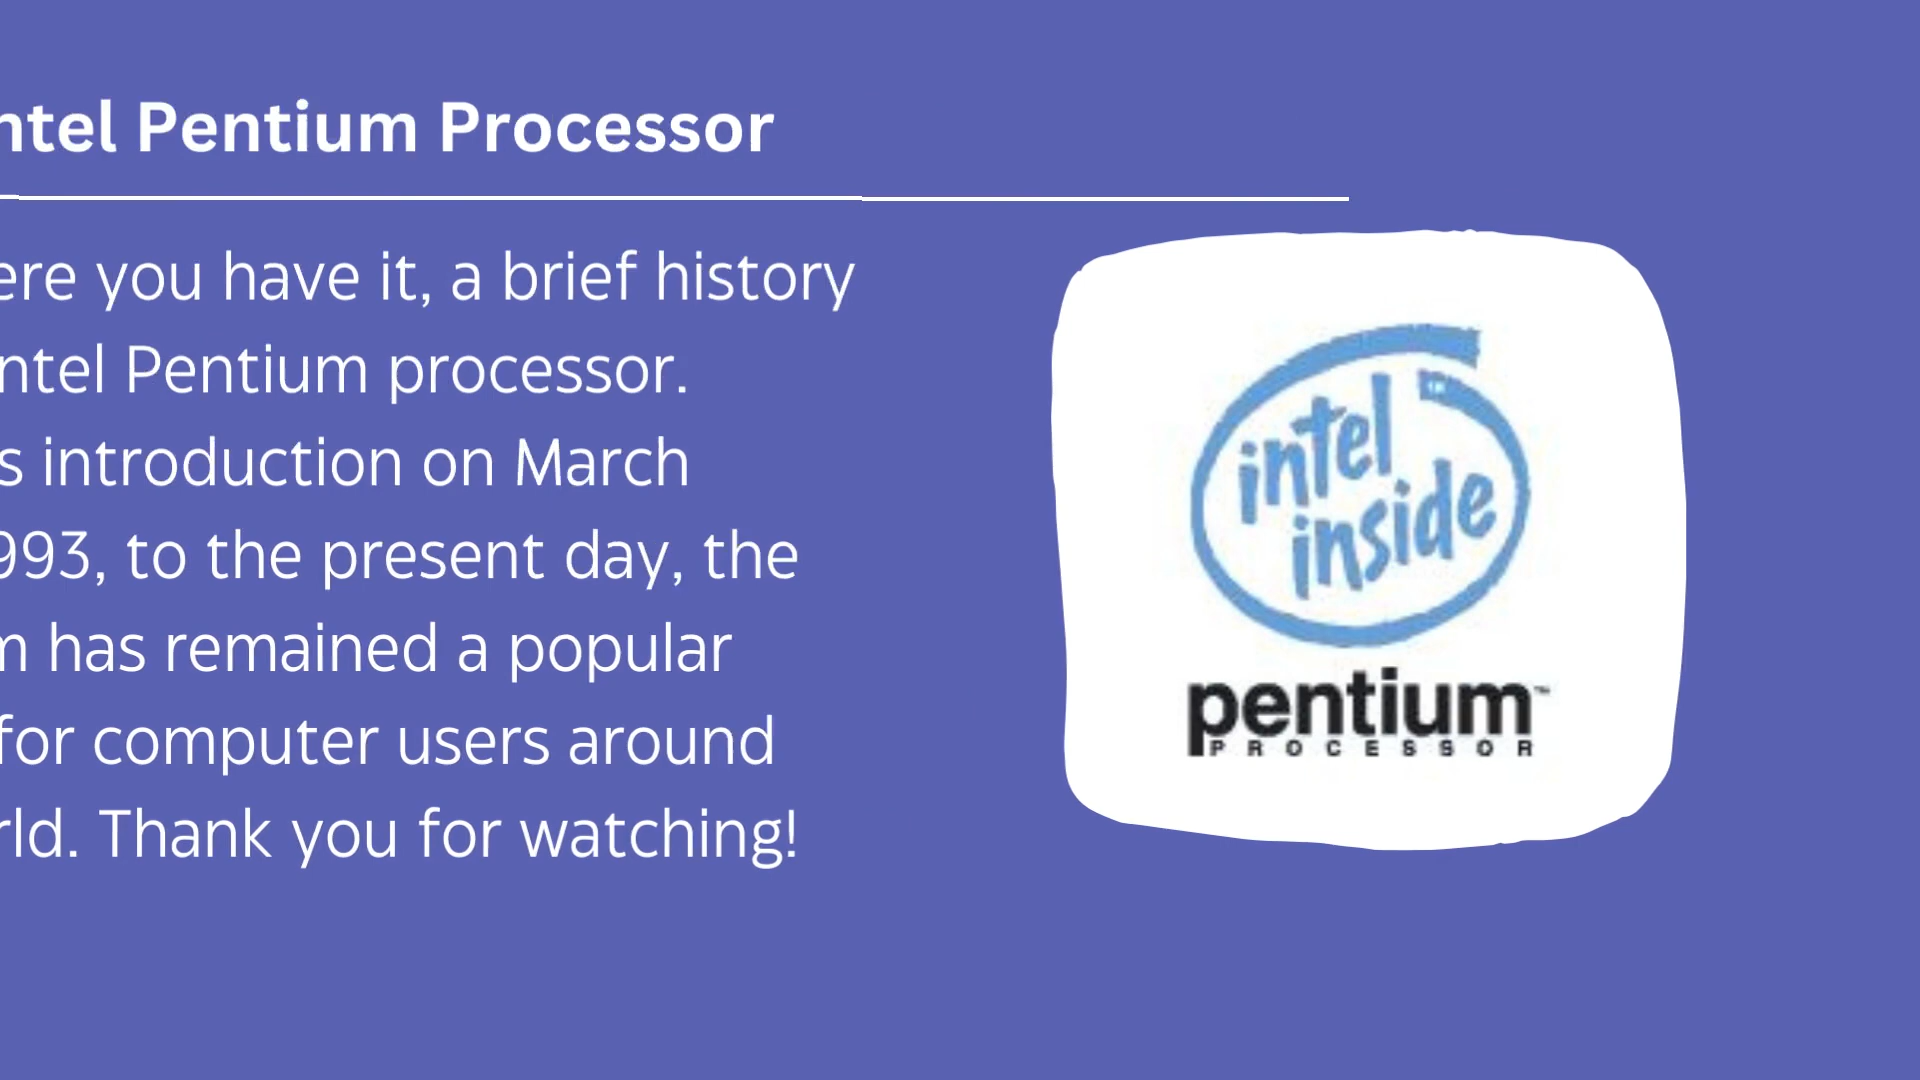 ntel Pentium Processor
ere you have it, a brief history
ntel Pentium processor.
s introduction on March
993, to the present day, the
m has remained a popular
for computer users around
rld. Thank you for watching!
intel
inside
pentium™
PROCESSOR